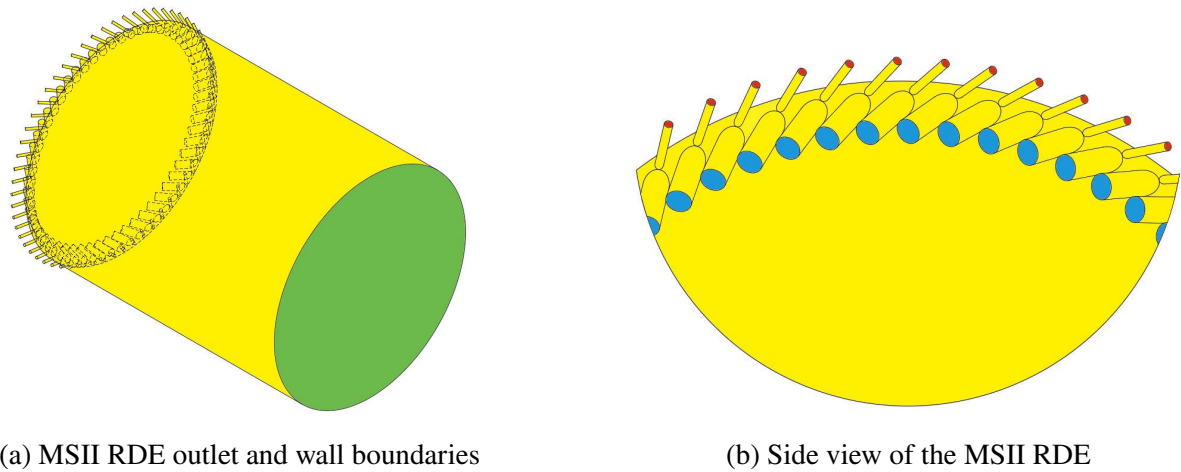 (a) MSII RDE outlet and wall boundaries
(b) Side view of the MSII RDE